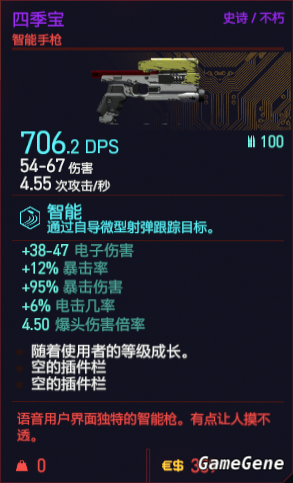 四季宝
史诗 / 不朽
智能手枪
706.2 DPS
100
54-67 伤害
4.55 次攻击/秒
智能
通过自导微型射弹跟踪目标。
+38-47 电子伤害
+12% 暴击率
+95% 暴击伤害
+6% 电击几率
4.50 爆头伤害倍率
随着使用者的等级成长。
空的插件栏
空的插件栏
语音用户界面独特的智能枪。有点让人摸不
透。
0
€$
GameGene